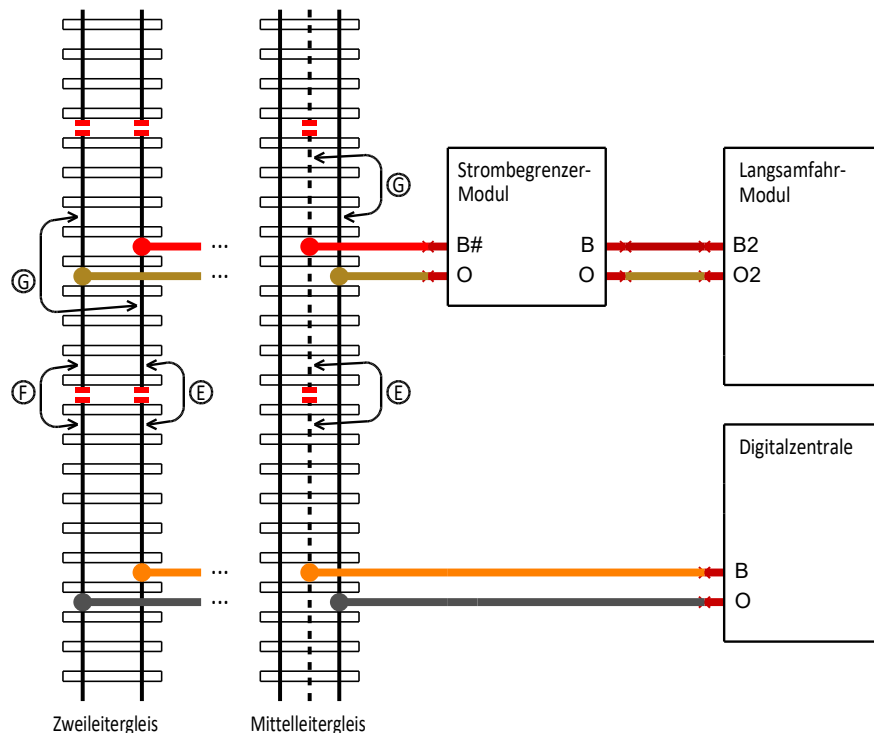 Strombegrenzer-
Modul
Langsamfahr-
Modul
G
B#
B
B2
...
O
O
O2
...
G
F
E
E
Digitalzentrale
...
B
...
O
Zweileitergleis
Mittelleitergleis